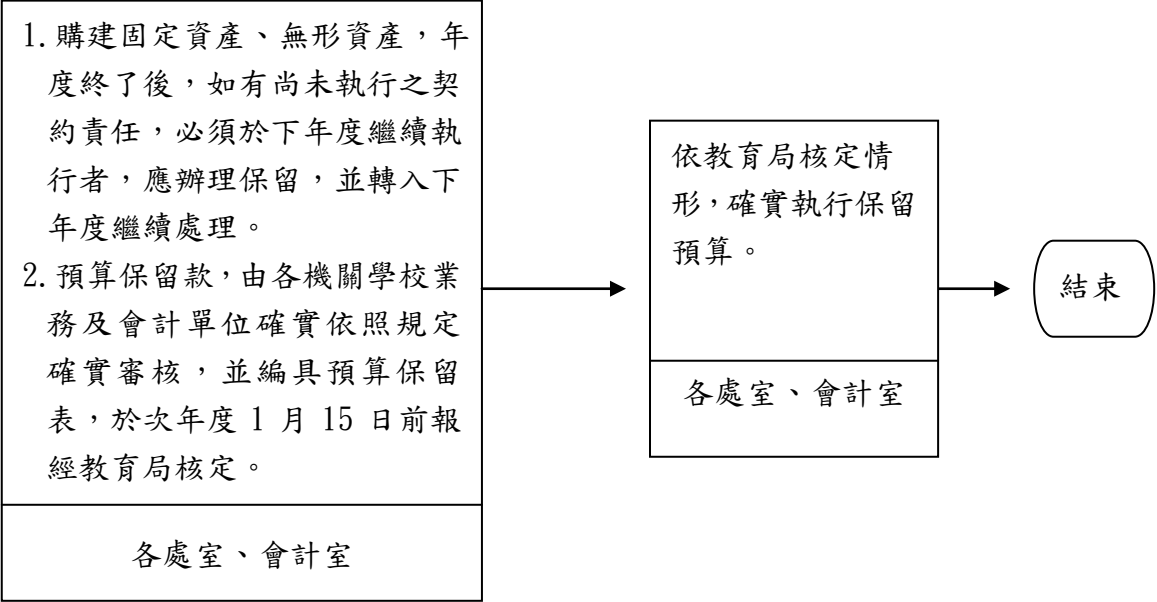 1.購建固定資產、無形資產，年
度終了後，如有尚未執行之契
約責任，必須於下年度繼續執
行者，應辦理保留，並轉入下
年度繼續處理。
2.預算保留款，由各機關學校業
務及會計單位確實依照規定
確實審核，並編具預算保留
表，於次年度 1 月 15 日前報
經教育局核定。
各處室、會計室
依教育局核定情
形，確實執行保留
預算。
各處室、會計室
結束